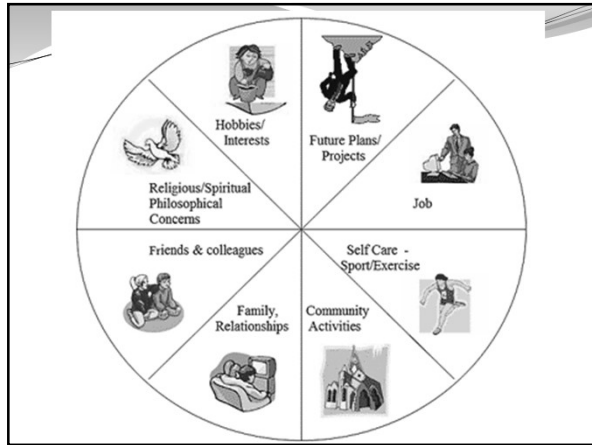 Hobbies/
Interests
Future Plans/
Projects
Religious/Spiritual
Philosophical
Concerns
Job
Friends & colleagues
Self Care -
Sport/Exercise
Family,
Relationships
Community
Activities